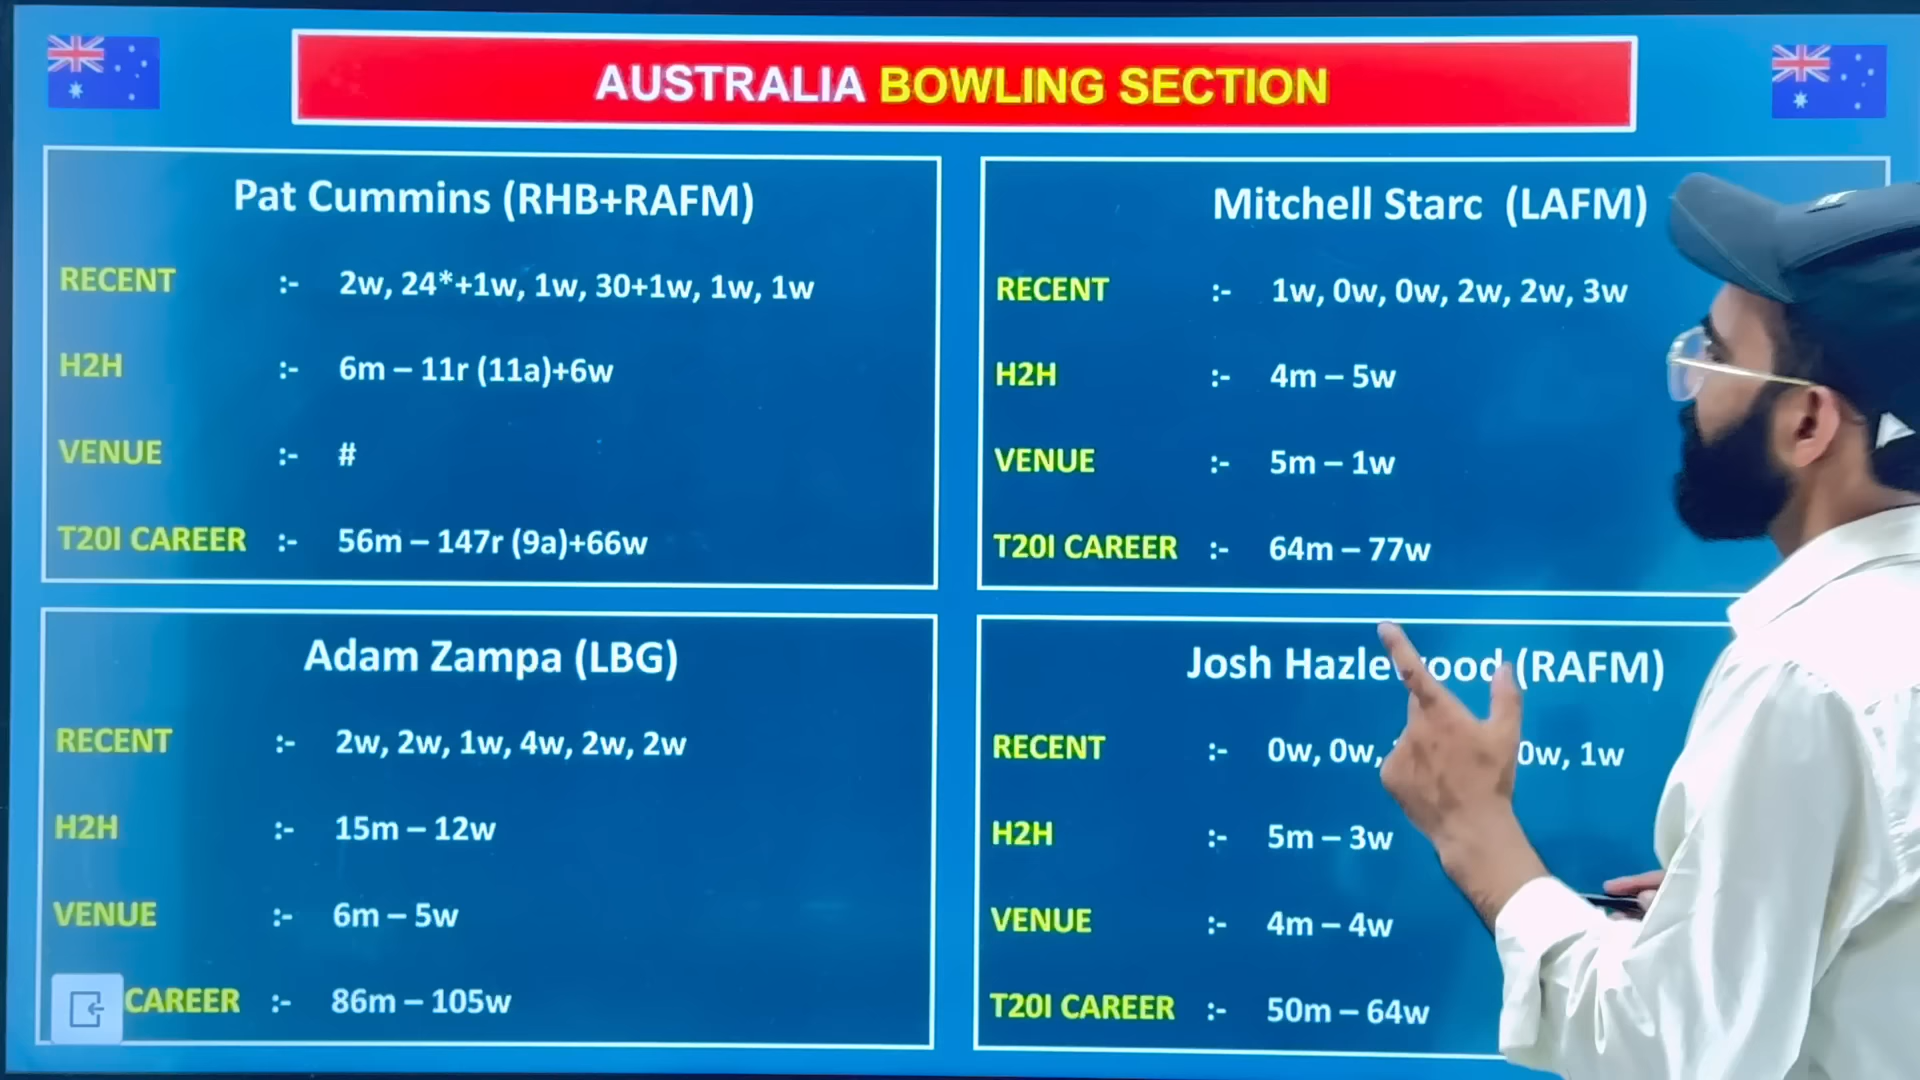 AUSTRALIA BOWLING SECTION
Pat Cummins (RHB+RAFM)
RECENT :- 2w, 24*+1w, 1w, 30+1w, 1w, 1w
H2H :- 6m – 11r (11a)+6w
VENUE :- #
T20I CAREER :- 56m – 147r (9a)+66w
Mitchell Starc (LAFM)
RECENT :- 1w, 0w, 0w, 2w, 2w, 3w
H2H :- 4m – 5w
VENUE :- 5m – 1w
T20I CAREER :- 64m – 77w
Adam Zampa (LBG)
RECENT :- 2w, 2w, 1w, 4w, 2w, 2w
H2H :- 15m – 12w
VENUE :- 6m – 5w
CAREER :- 86m – 105w
Josh Hazlewood (RAFM)
RECENT :- 0w, 0w, 0w, 1w
H2H :- 5m – 3w
VENUE :- 4m – 4w
T20I CAREER :- 50m – 64w